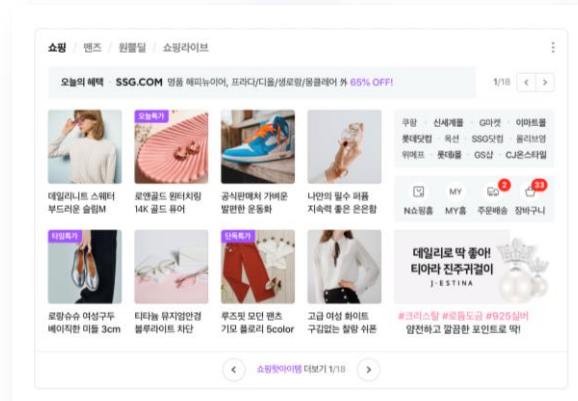 쇼핑 / 맨즈 / 원쁠딜 / 쇼핑라이브
오늘의 혜택 · SSG.COM 명품 해피뉴이어, 프라다/디올/생로랑/몽클레어 外 65% OFF!
1/18 < >
오늘특가
데일리니트 스웨터
부드러운 슬림M
로앤골드 원터치링
14K 골드 퓨어
공식판매처 가벼운
발편한 운동화
나만의 필수 퍼퓸
지속력 좋은 은은함
쿠팡 · 신세계몰 · G마켓 · 이마트몰
롯데닷컴 · 옥션 · SSG닷컴 · 올리브영
위메프 · 롯데i몰 · GS샵 · CJ온스타일
MY 2 33
N쇼핑홈 MY홈 주문배송 장바구니
타임특가
단독특가
로랑슈슈 여성구두
베이직한 미들 3cm
티타늄 뮤지엄안경
블루라이트 차단
루즈핏 모던 팬츠
기모 플로리 5color
고급 여성 화이트
구김없는 찰랑 쉬폰
데일리로 딱 좋아!
티아라 진주귀걸이
J·ESTINA
#크리스탈 #로듐도금 #925실버
얌전하고 깔끔한 포인트로 딱!
< 쇼핑핫아이템 더보기 1/18 >